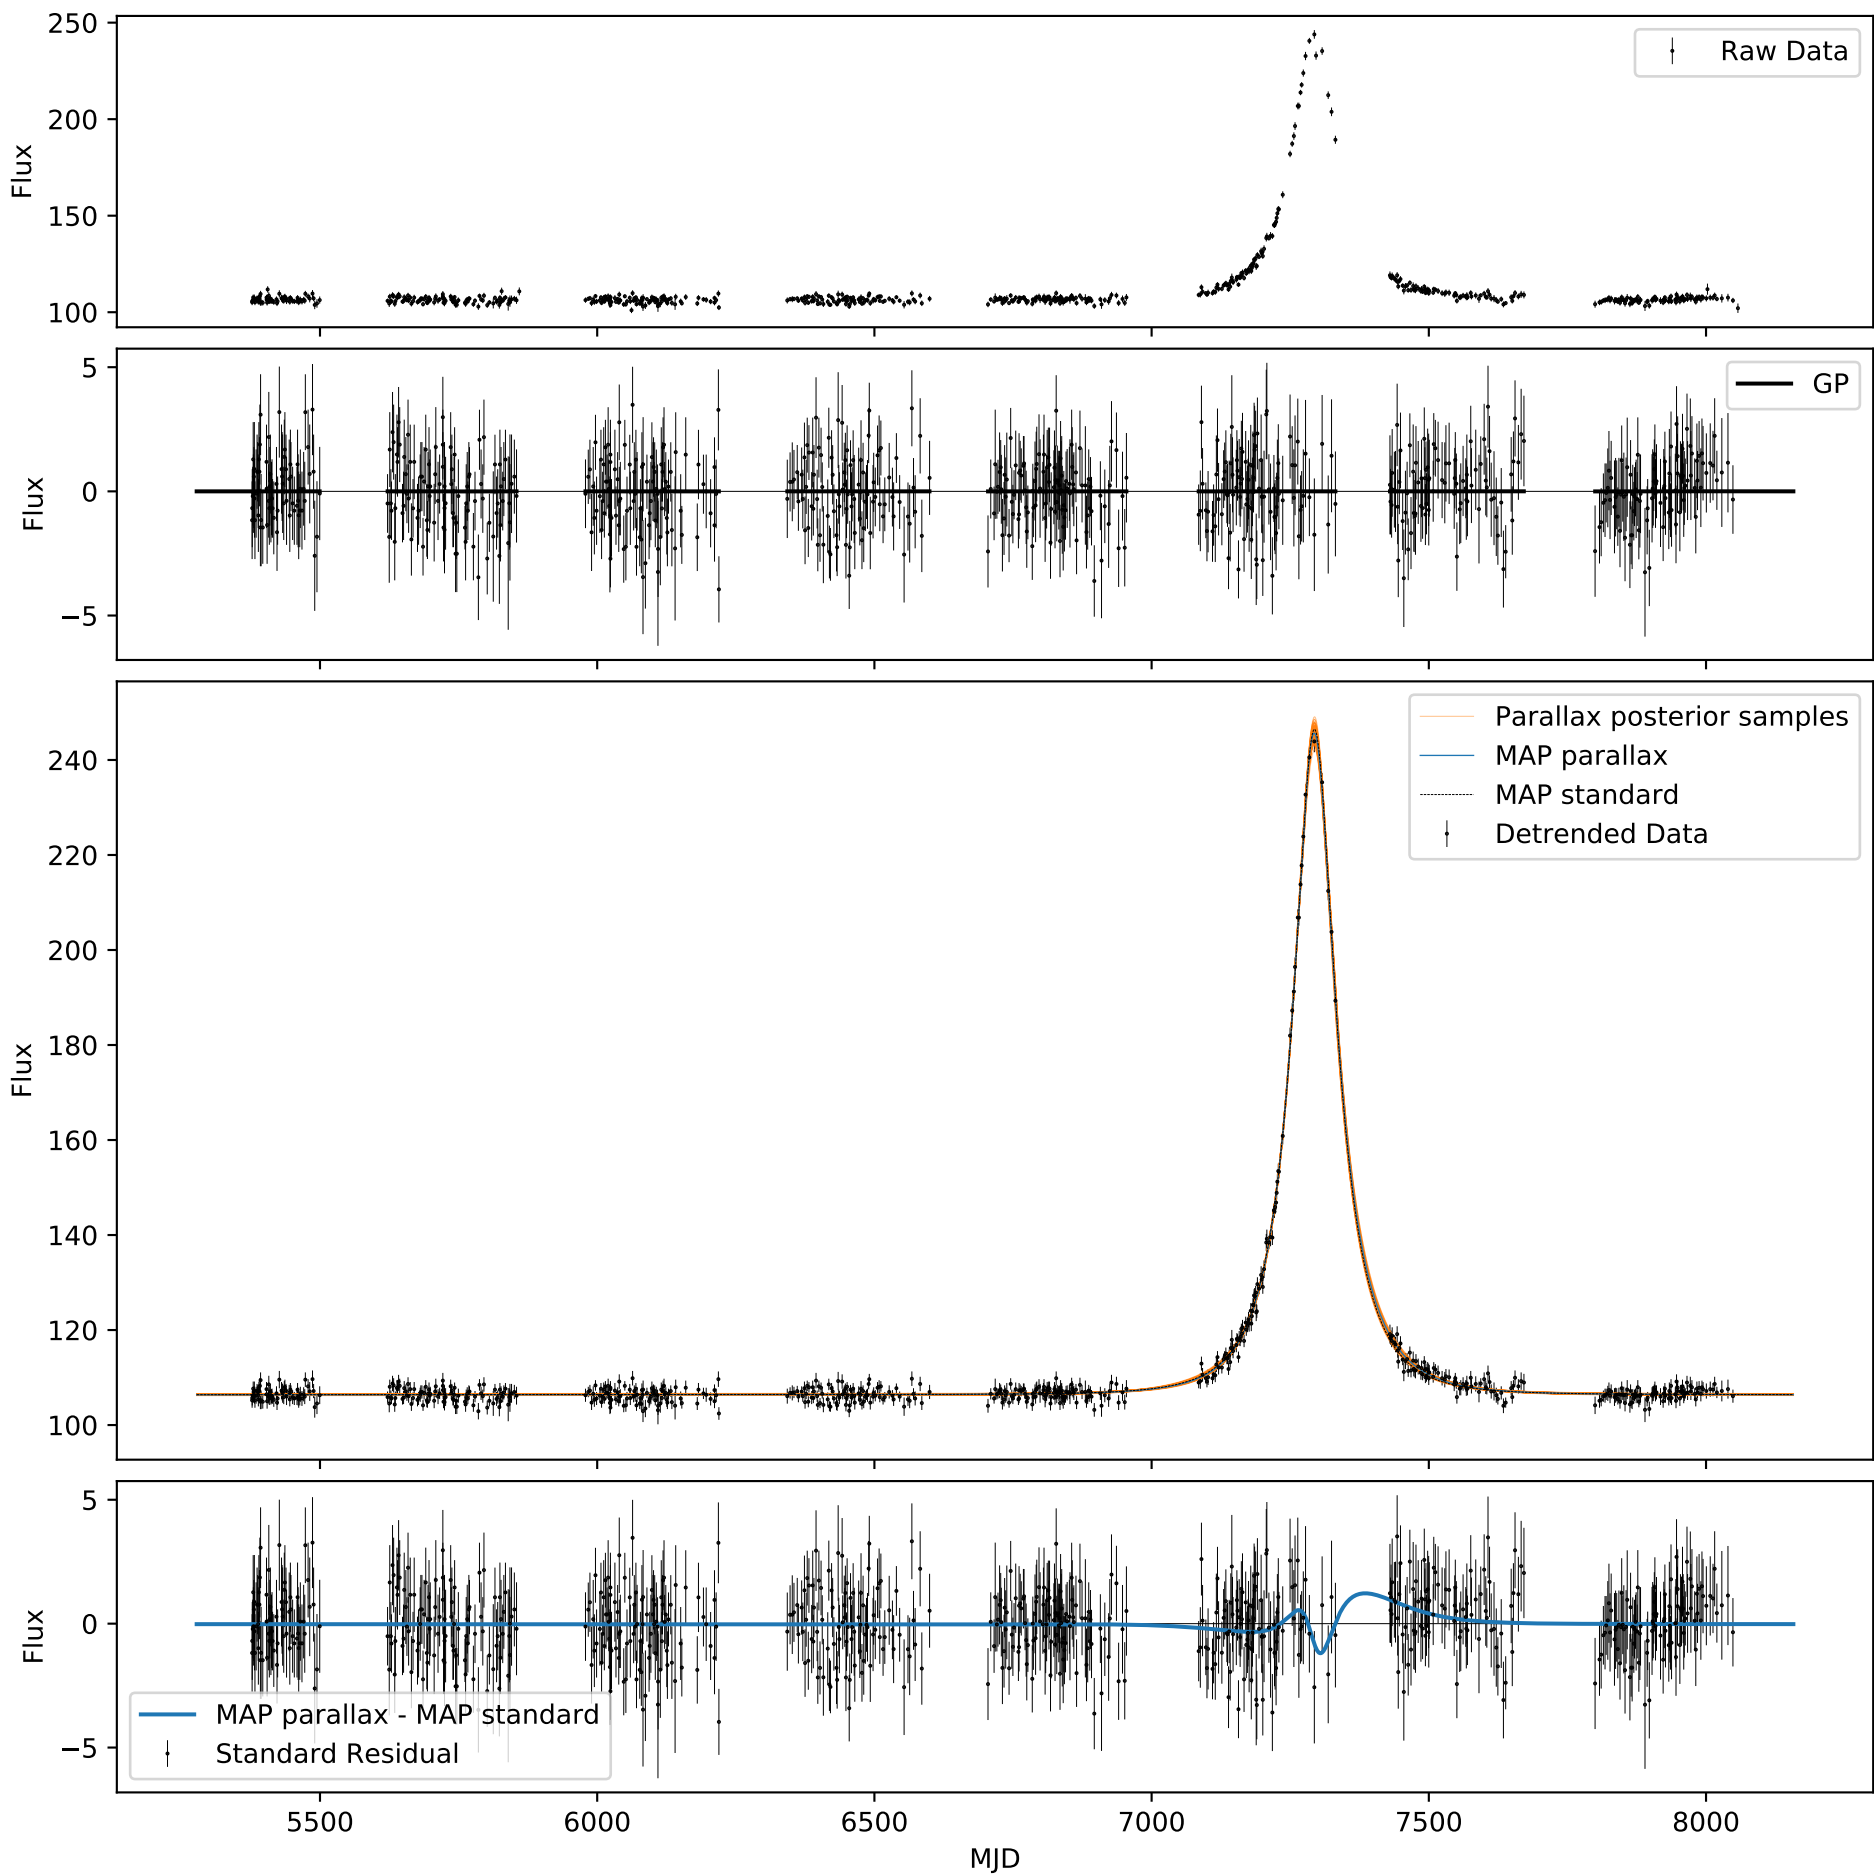 250
200
150
100
Flux
Raw Data
5
0
−5
Flux
GP
240
220
200
180
160
140
120
100
Flux
Parallax posterior samples
MAP parallax
MAP standard
Detrended Data
5
0
−5
Flux
MAP parallax - MAP standard
Standard Residual
5500 6000 6500 7000 7500 8000
MJD